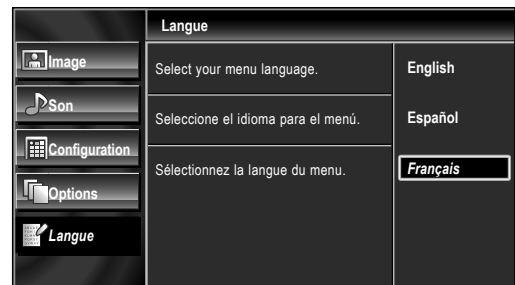 Langue
Image
Son
Configuration
Options
Langue
Select your menu language.
English
Seleccione el idioma para el menú.
Español
Sélectionnez la langue du menu.
Français